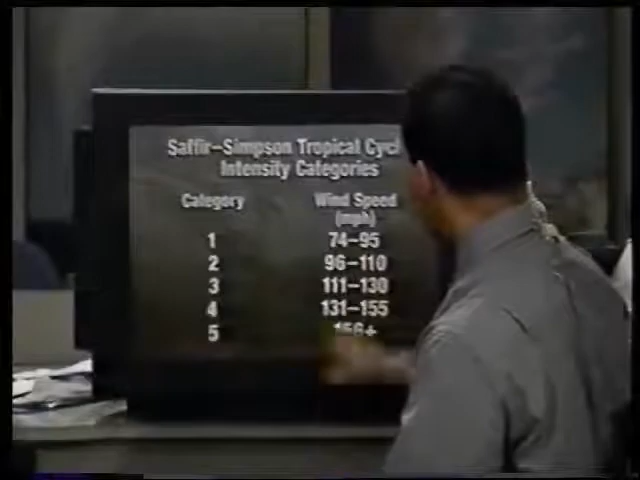 Saffir-Simpson Tropical Cycl
Intensity Categories
Category Wind Speed
(mph)
1 74-95
2 96-110
3 111-130
4 131-155
5 156+